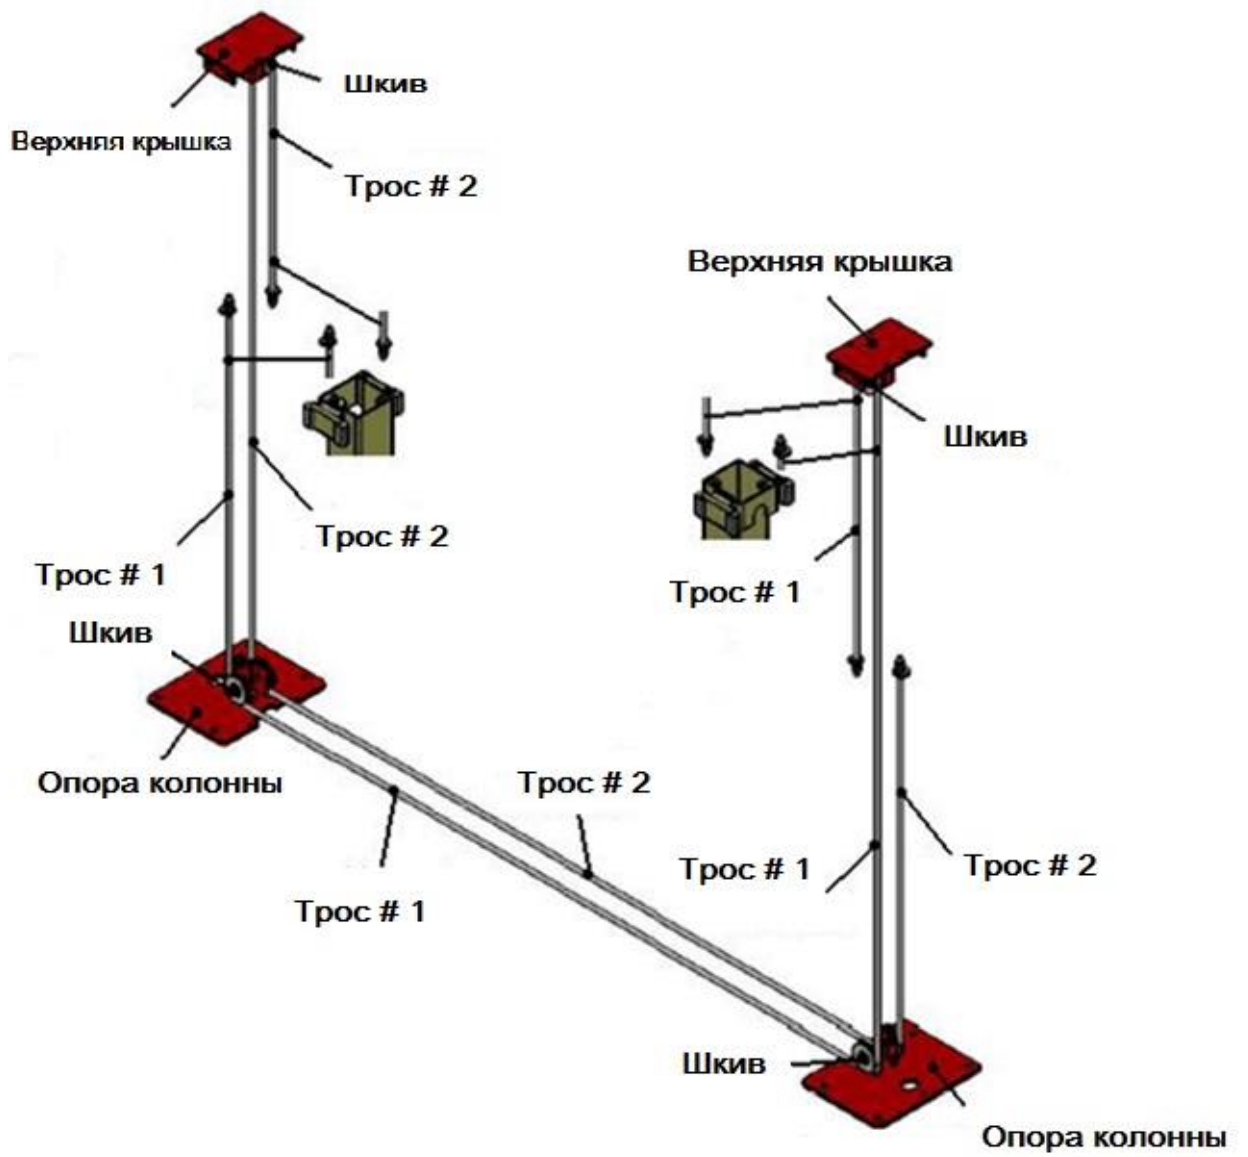 Шкив
Верхняя крышка
Трос # 2
Верхняя крышка
Шкив
Трос # 2
Трос # 1
Трос # 1
Шкив
Опора колонны
Трос # 2
Трос # 1
Трос # 2
Трос # 1
Шкив
Опора колонны